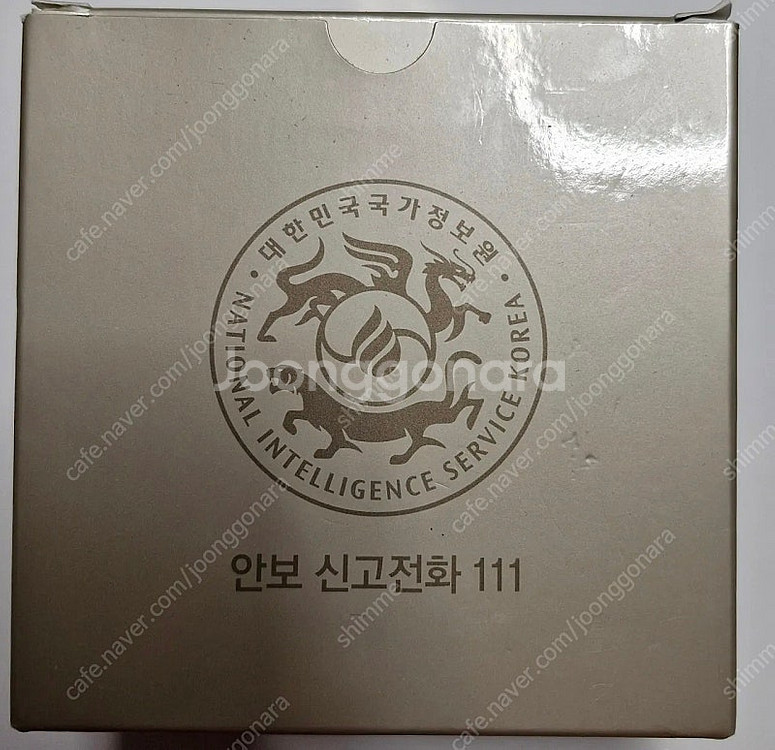 대한민국국가정보원
NATIONAL INTELLIGENCE SERVICE KOREA
joonggonara
안보 신고전화 111
cafe.naver.com/joonggonara
shimme